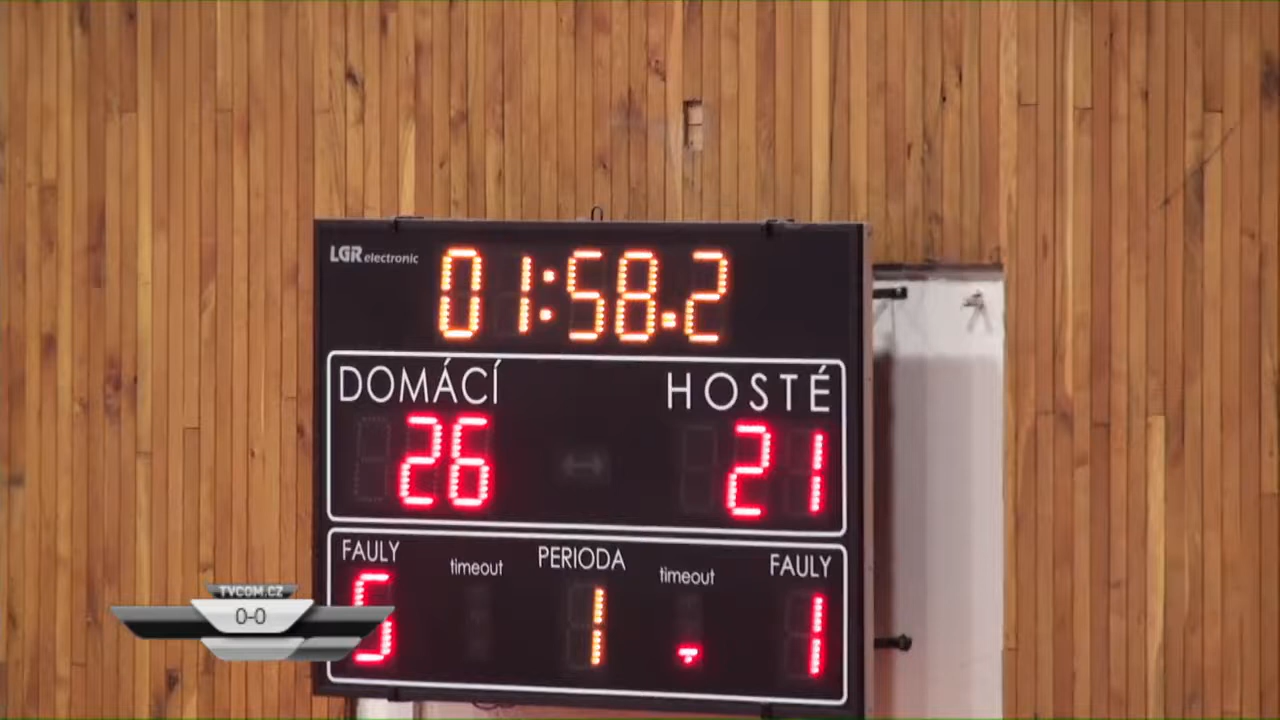 LGR electronic
01:58.2
DOMÁCÍ HOSTÉ
26 21
FAULY timeout PERIODA timeout FAULY
5 1 1
TVCOM.CZ
0-0